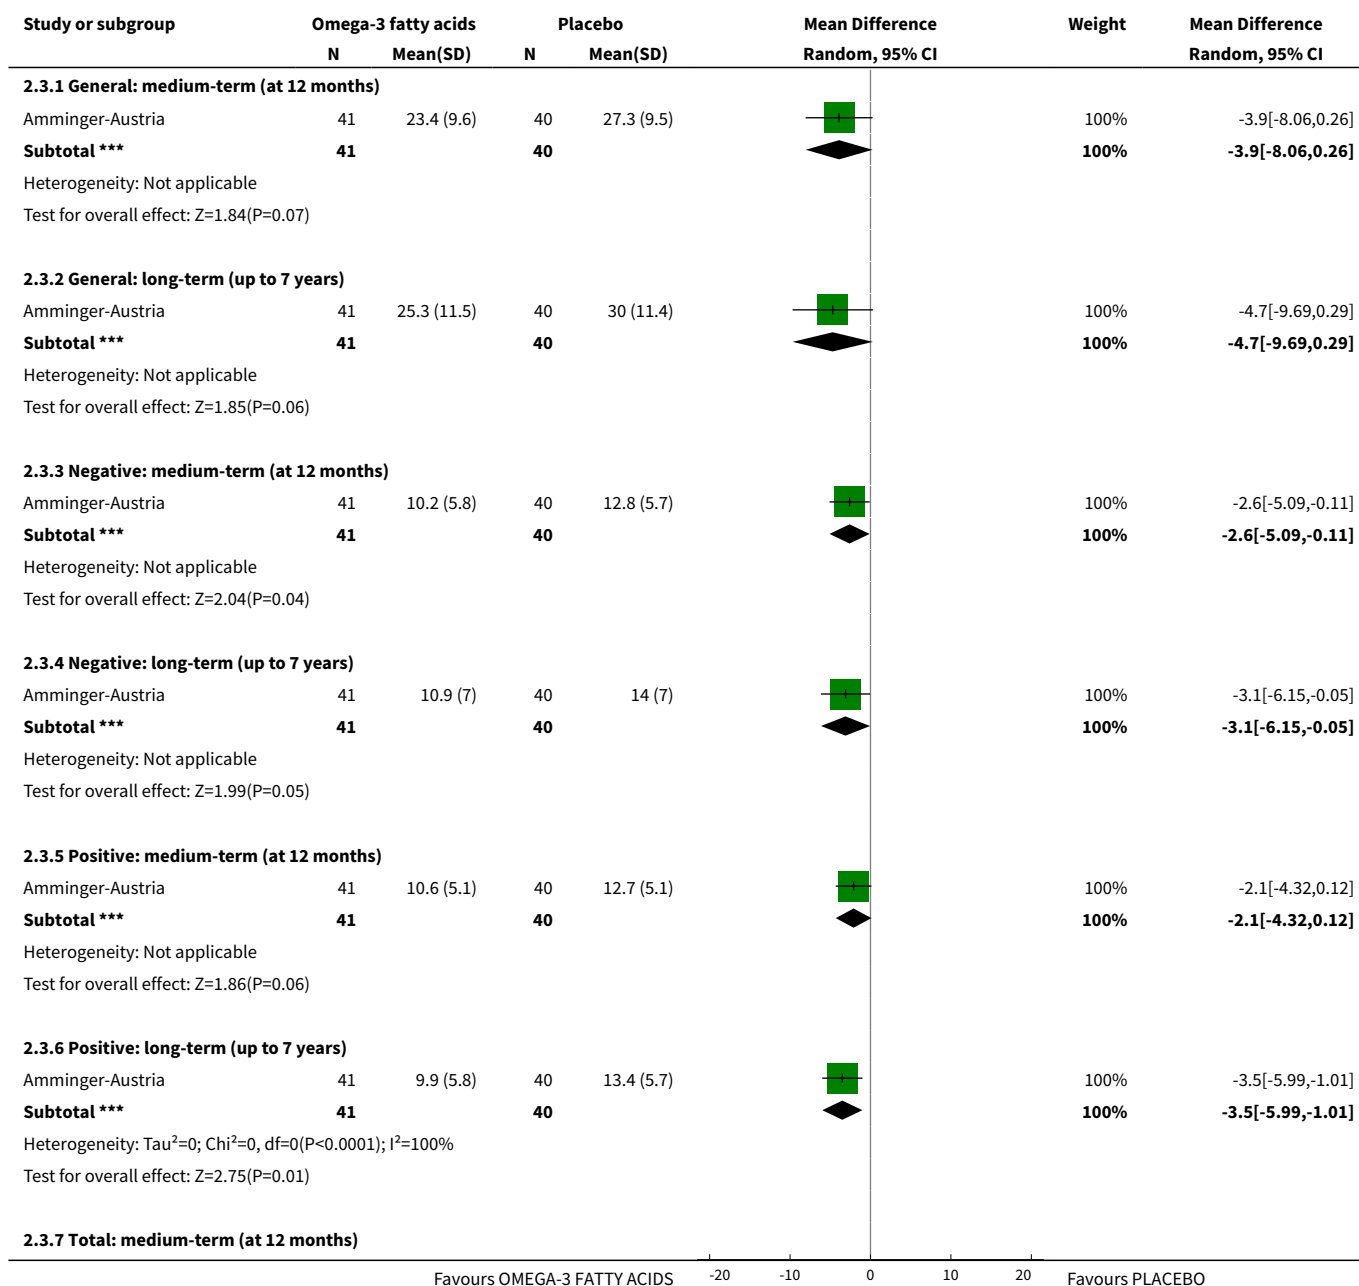 Study or subgroup Omega-3 fatty acids Placebo Mean Difference Weight Mean Difference
N Mean(SD) N Mean(SD) Random, 95% CI Random, 95% CI
2.3.1 General: medium-term (at 12 months)
Amminger-Austria 41 23.4 (9.6) 40 27.3 (9.5) 100% -3.9[-8.06,0.26]
Subtotal *** 41 40 100% -3.9[-8.06,0.26]
Heterogeneity: Not applicable
Test for overall effect: Z=1.84(P=0.07)
2.3.2 General: long-term (up to 7 years)
Amminger-Austria 41 25.3 (11.5) 40 30 (11.4) 100% -4.7[-9.69,0.29]
Subtotal *** 41 40 100% -4.7[-9.69,0.29]
Heterogeneity: Not applicable
Test for overall effect: Z=1.85(P=0.06)
2.3.3 Negative: medium-term (at 12 months)
Amminger-Austria 41 10.2 (5.8) 40 12.8 (5.7) 100% -2.6[-5.09,-0.11]
Subtotal *** 41 40 100% -2.6[-5.09,-0.11]
Heterogeneity: Not applicable
Test for overall effect: Z=2.04(P=0.04)
2.3.4 Negative: long-term (up to 7 years)
Amminger-Austria 41 10.9 (7) 40 14 (7) 100% -3.1[-6.15,-0.05]
Subtotal *** 41 40 100% -3.1[-6.15,-0.05]
Heterogeneity: Not applicable
Test for overall effect: Z=1.99(P=0.05)
2.3.5 Positive: medium-term (at 12 months)
Amminger-Austria 41 10.6 (5.1) 40 12.7 (5.1) 100% -2.1[-4.32,0.12]
Subtotal *** 41 40 100% -2.1[-4.32,0.12]
Heterogeneity: Not applicable
Test for overall effect: Z=1.86(P=0.06)
2.3.6 Positive: long-term (up to 7 years)
Amminger-Austria 41 9.9 (5.8) 40 13.4 (5.7) 100% -3.5[-5.99,-1.01]
Subtotal *** 41 40 100% -3.5[-5.99,-1.01]
Heterogeneity: Tau²=0; Chi²=0, df=0(P<0.0001); I²=100%
Test for overall effect: Z=2.75(P=0.01)
2.3.7 Total: medium-term (at 12 months)
Favours OMEGA-3 FATTY ACIDS -20 -10 0 10 20 Favours PLACEBO